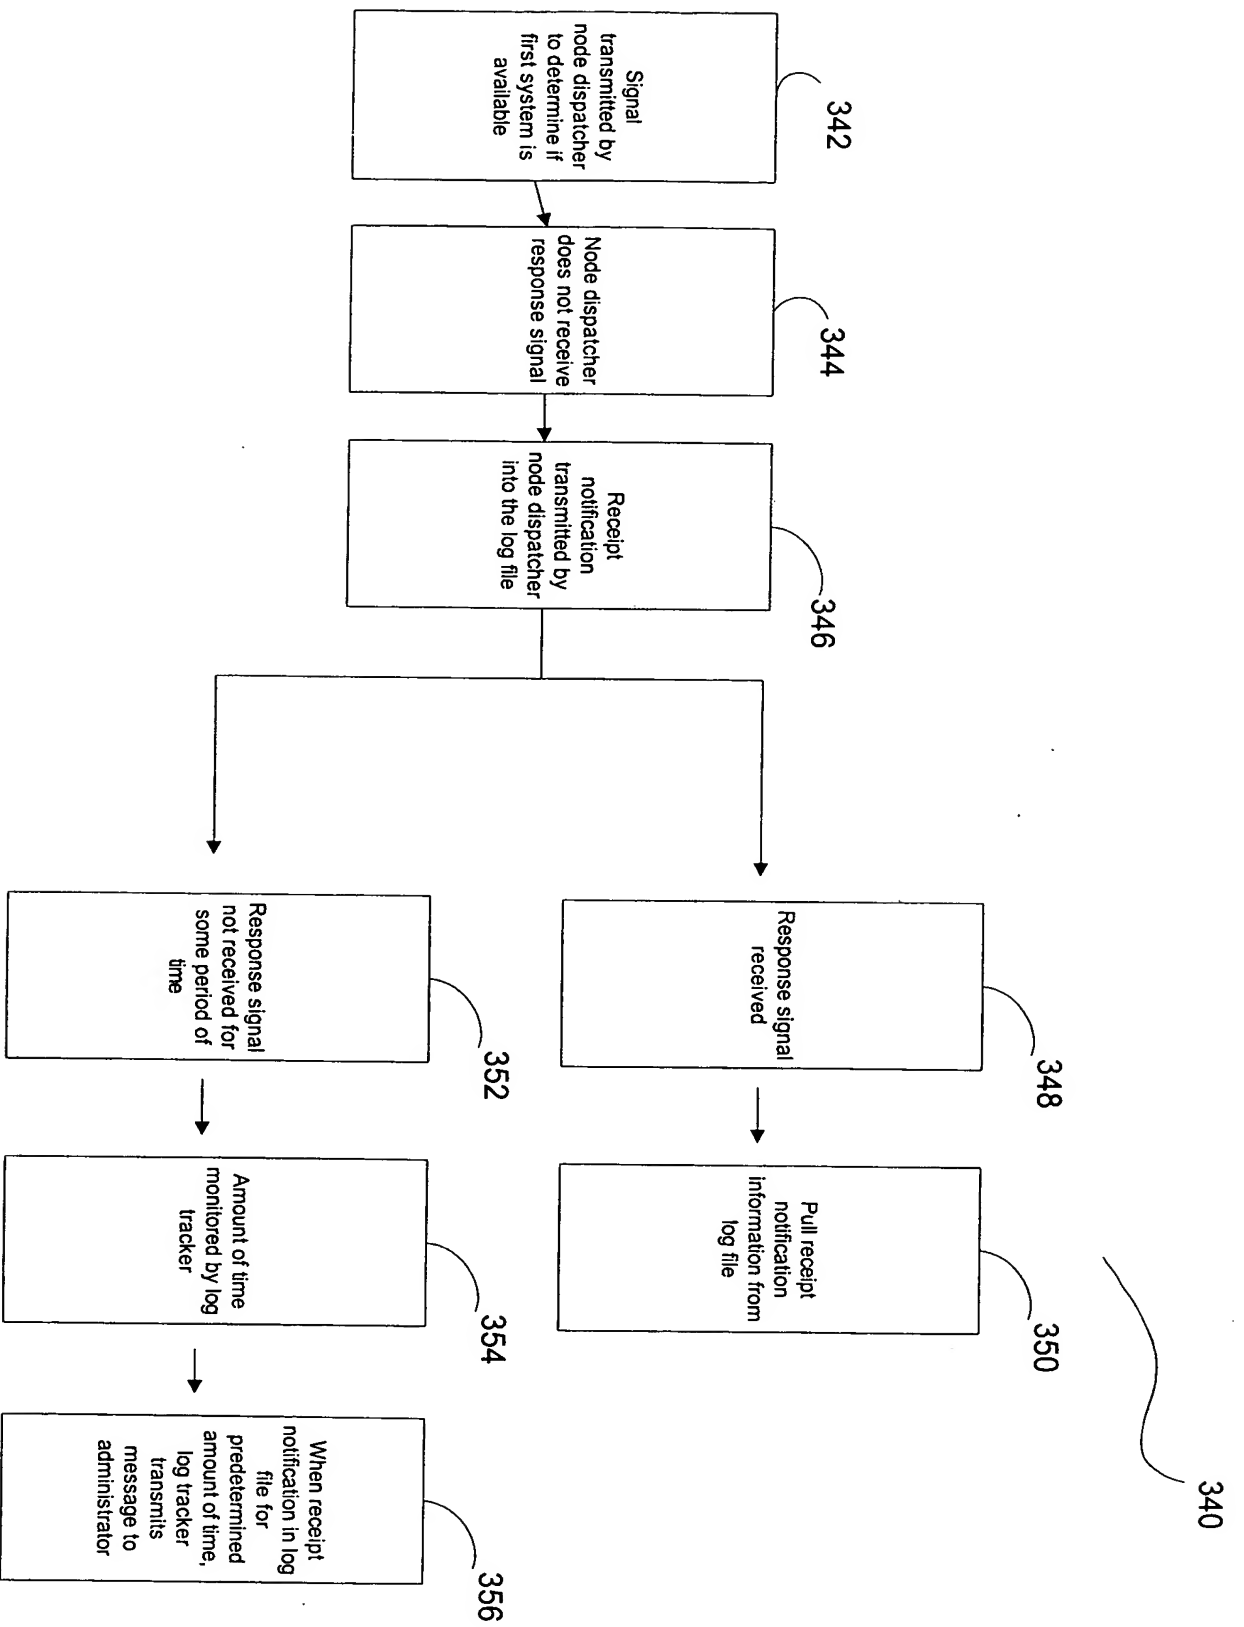 340
342
Signal
transmitted by
node dispatcher
to determine if
first system is
available
344
Node dispatcher
does not receive
response signal
346
Receipt
notification
transmitted by
node dispatcher
into the log file
348
Response signal
received
350
Pull receipt
notification
information from
log file
352
Response signal
not received for
some period of
time
354
Amount of time
monitored by log
tracker
356
When receipt
notification in log
file for
predetermined
amount of time,
log tracker
transmits
message to
administrator